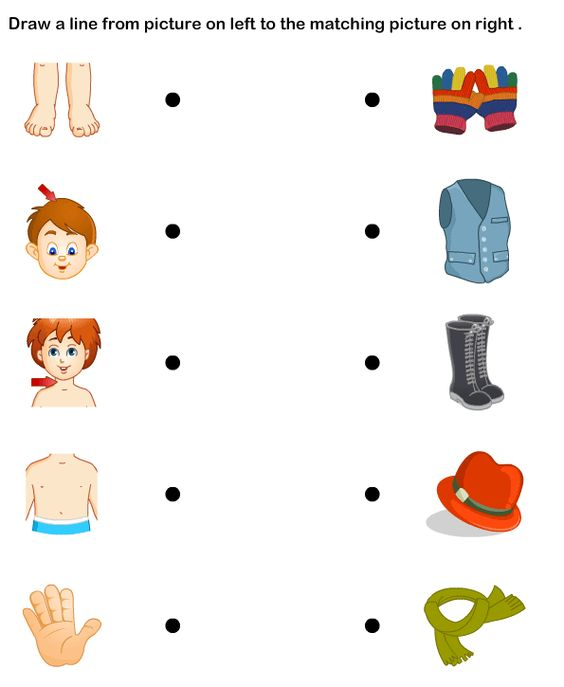 Draw a line from picture on left to the matching picture on right .